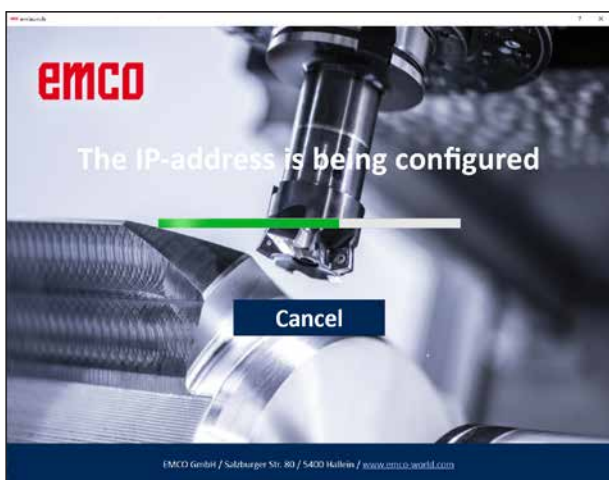 emco
The IP-address is being configured
Cancel
EMCO GmbH / Salzburger Str. 80 / 5400 Hallein / www.emco-world.com